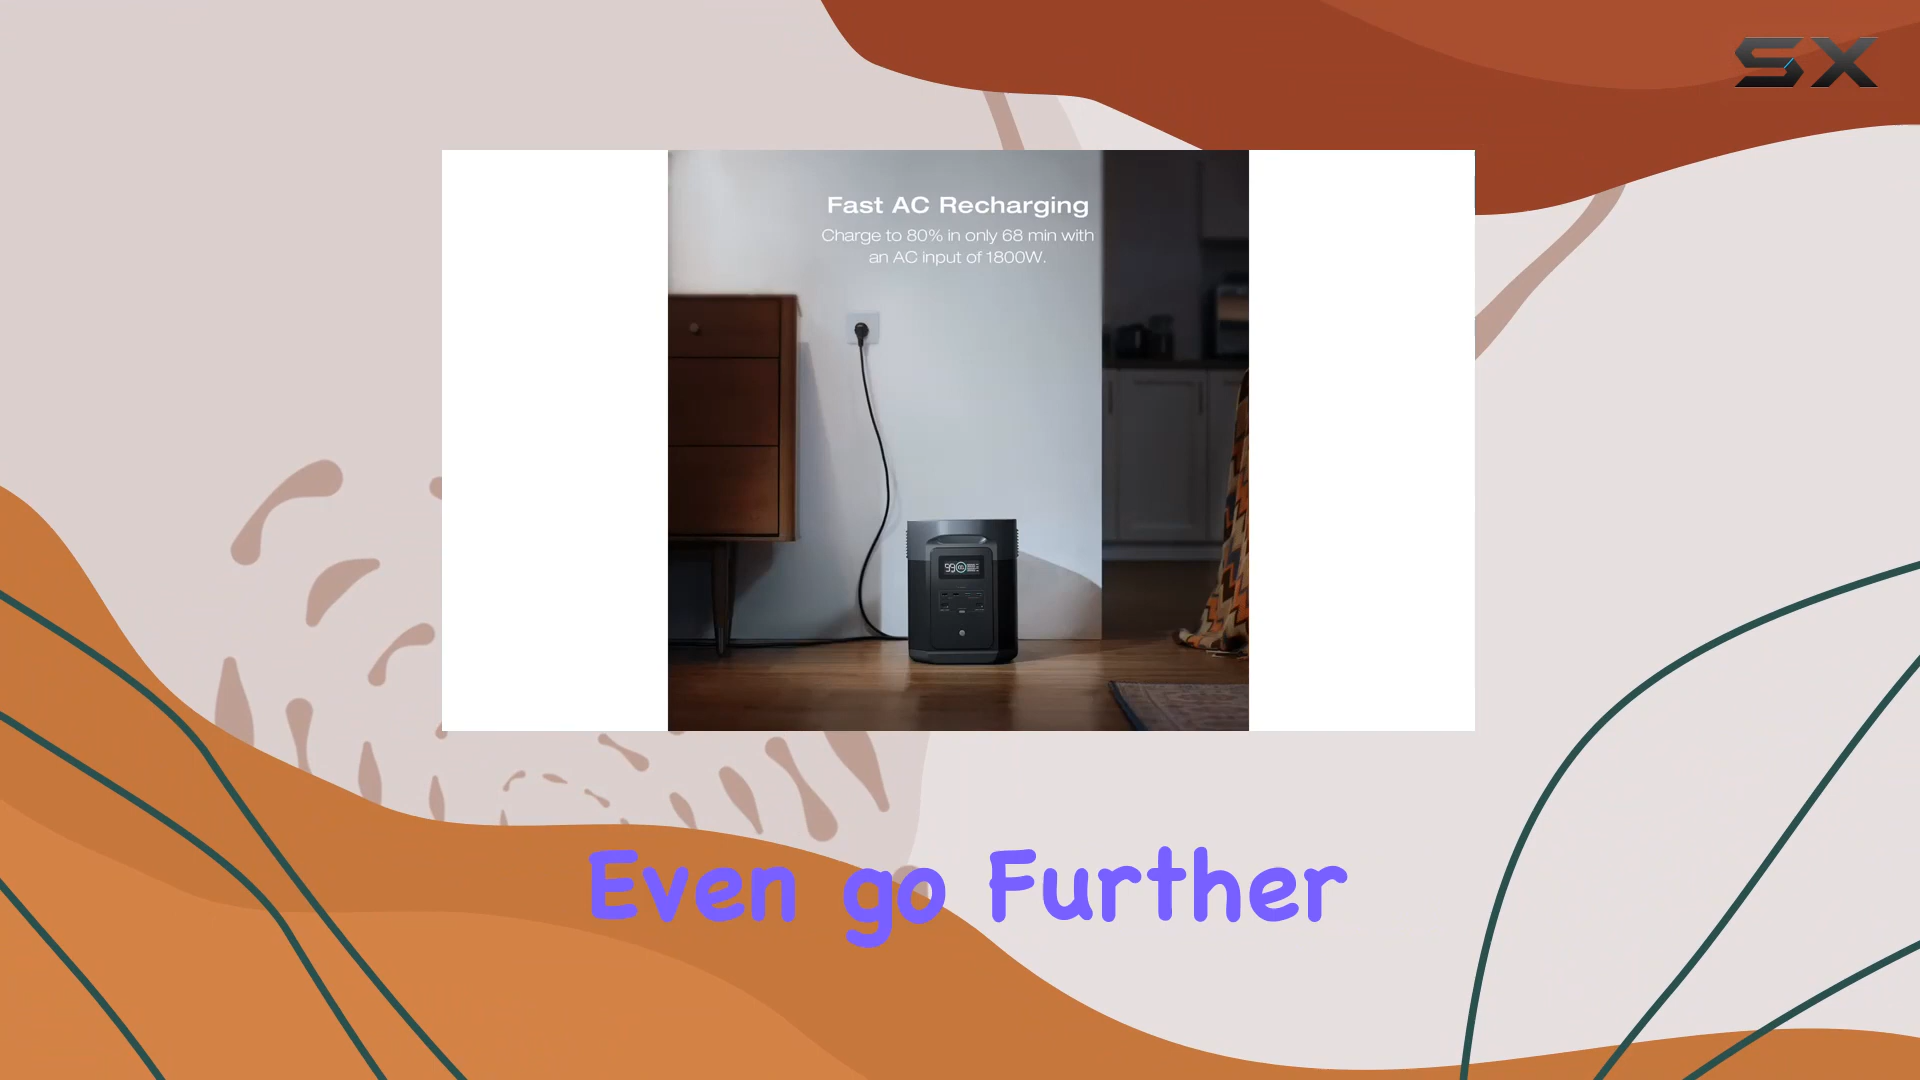 SX
Fast AC Recharging
Charge to 80% in only 68 min with
an AC input of 1800W.
99
Even go Further